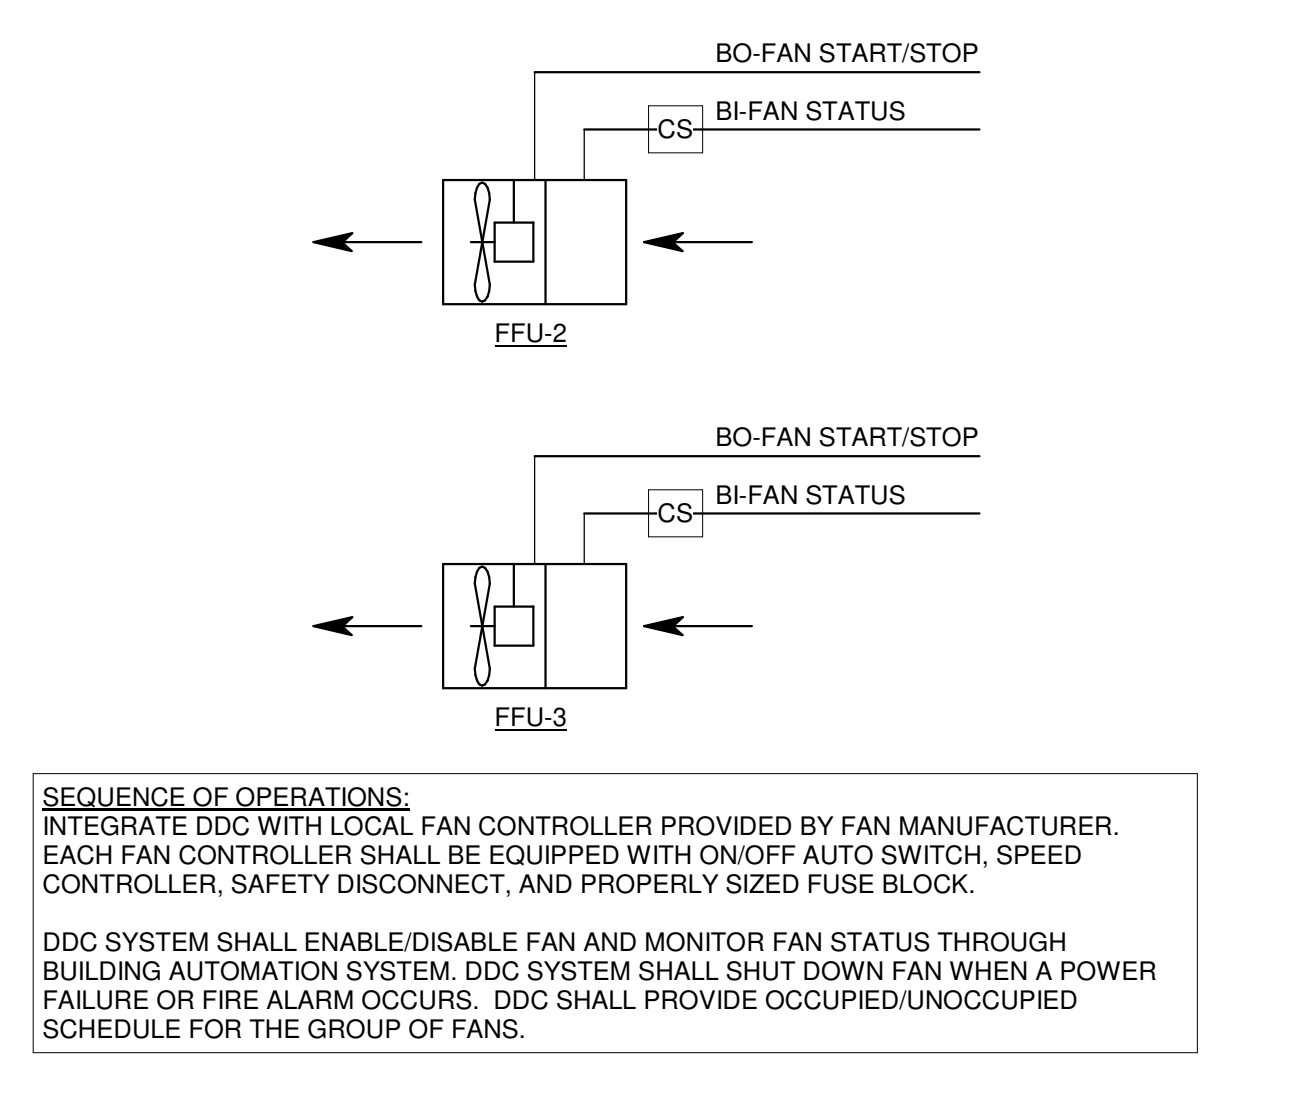 BO-FAN START/STOP
BI-FAN STATUS
CS
FFU-2
BO-FAN START/STOP
BI-FAN STATUS
CS
FFU-3
SEQUENCE OF OPERATIONS:
INTEGRATE DDC WITH LOCAL FAN CONTROLLER PROVIDED BY FAN MANUFACTURER.
EACH FAN CONTROLLER SHALL BE EQUIPPED WITH ON/OFF AUTO SWITCH, SPEED
CONTROLLER, SAFETY DISCONNECT, AND PROPERLY SIZED FUSE BLOCK.
DDC SYSTEM SHALL ENABLE/DISABLE FAN AND MONITOR FAN STATUS THROUGH
BUILDING AUTOMATION SYSTEM. DDC SYSTEM SHALL SHUT DOWN FAN WHEN A POWER
FAILURE OR FIRE ALARM OCCURS.  DDC SHALL PROVIDE OCCUPIED/UNOCCUPIED
SCHEDULE FOR THE GROUP OF FANS.